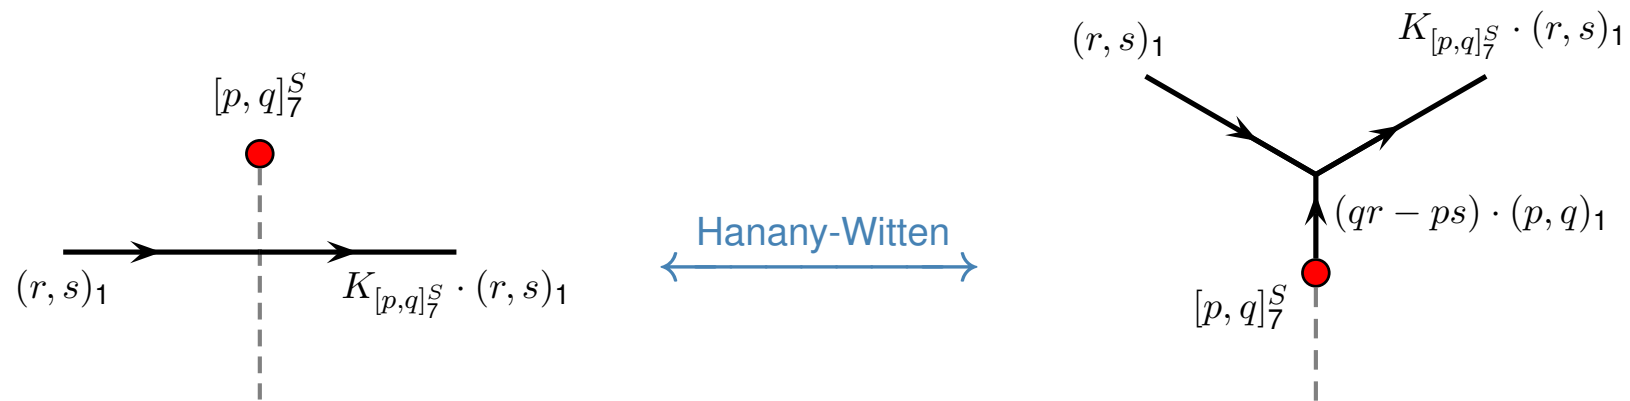 [p, q]^S_7
(r, s)_1
K_{[p,q]^S_7} · (r, s)_1
Hanany-Witten
(r, s)_1
K_{[p,q]^S_7} · (r, s)_1
(qr − ps) · (p, q)_1
[p, q]^S_7